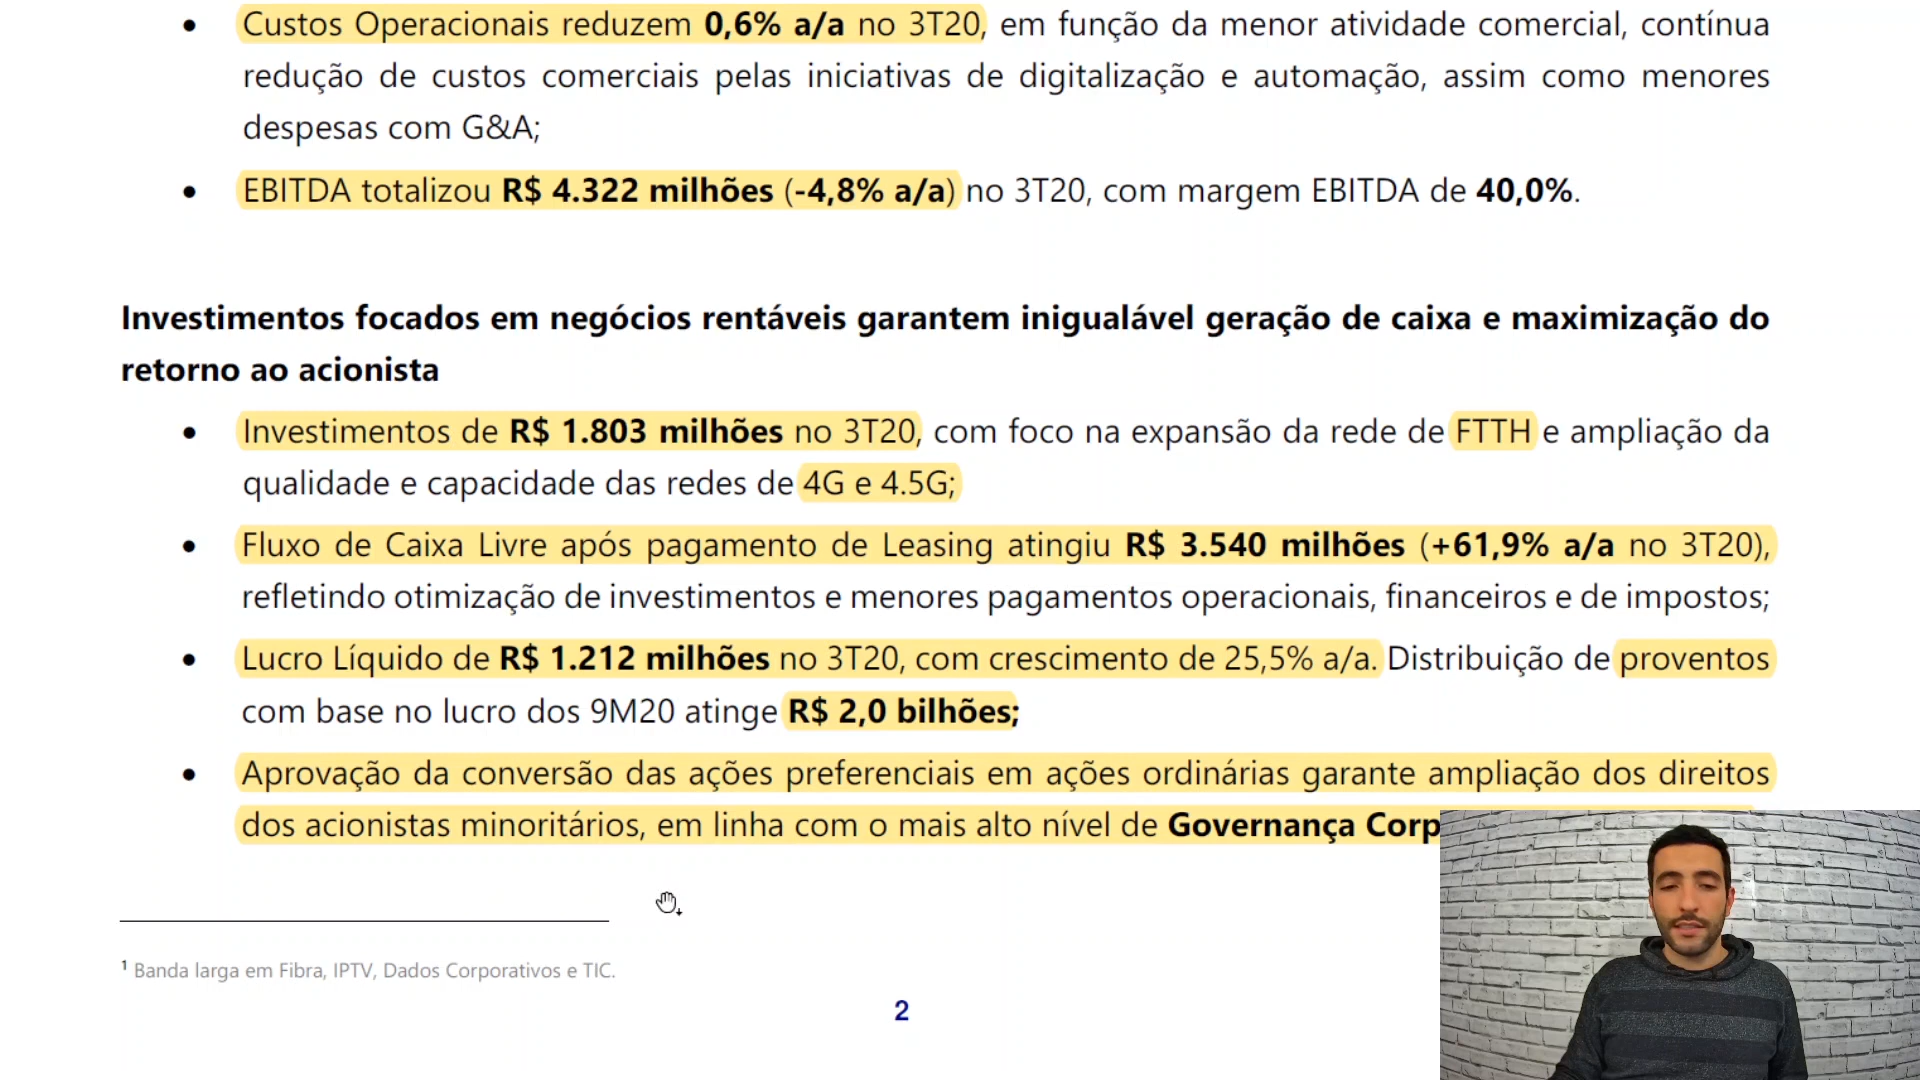 • Custos Operacionais reduzem 0,6% a/a no 3T20, em função da menor atividade comercial, contínua
redução de custos comerciais pelas iniciativas de digitalização e automação, assim como menores
despesas com G&A;
• EBITDA totalizou R$ 4.322 milhões (-4,8% a/a) no 3T20, com margem EBITDA de 40,0%.
Investimentos focados em negócios rentáveis garantem inigualável geração de caixa e maximização do
retorno ao acionista
• Investimentos de R$ 1.803 milhões no 3T20, com foco na expansão da rede de FTTH e ampliação da
qualidade e capacidade das redes de 4G e 4.5G;
• Fluxo de Caixa Livre após pagamento de Leasing atingiu R$ 3.540 milhões (+61,9% a/a no 3T20),
refletindo otimização de investimentos e menores pagamentos operacionais, financeiros e de impostos;
• Lucro Líquido de R$ 1.212 milhões no 3T20, com crescimento de 25,5% a/a. Distribuição de proventos
com base no lucro dos 9M20 atinge R$ 2,0 bilhões;
• Aprovação da conversão das ações preferenciais em ações ordinárias garante ampliação dos direitos
dos acionistas minoritários, em linha com o mais alto nível de Governança Corp
1 Banda larga em Fibra, IPTV, Dados Corporativos e TIC.
2